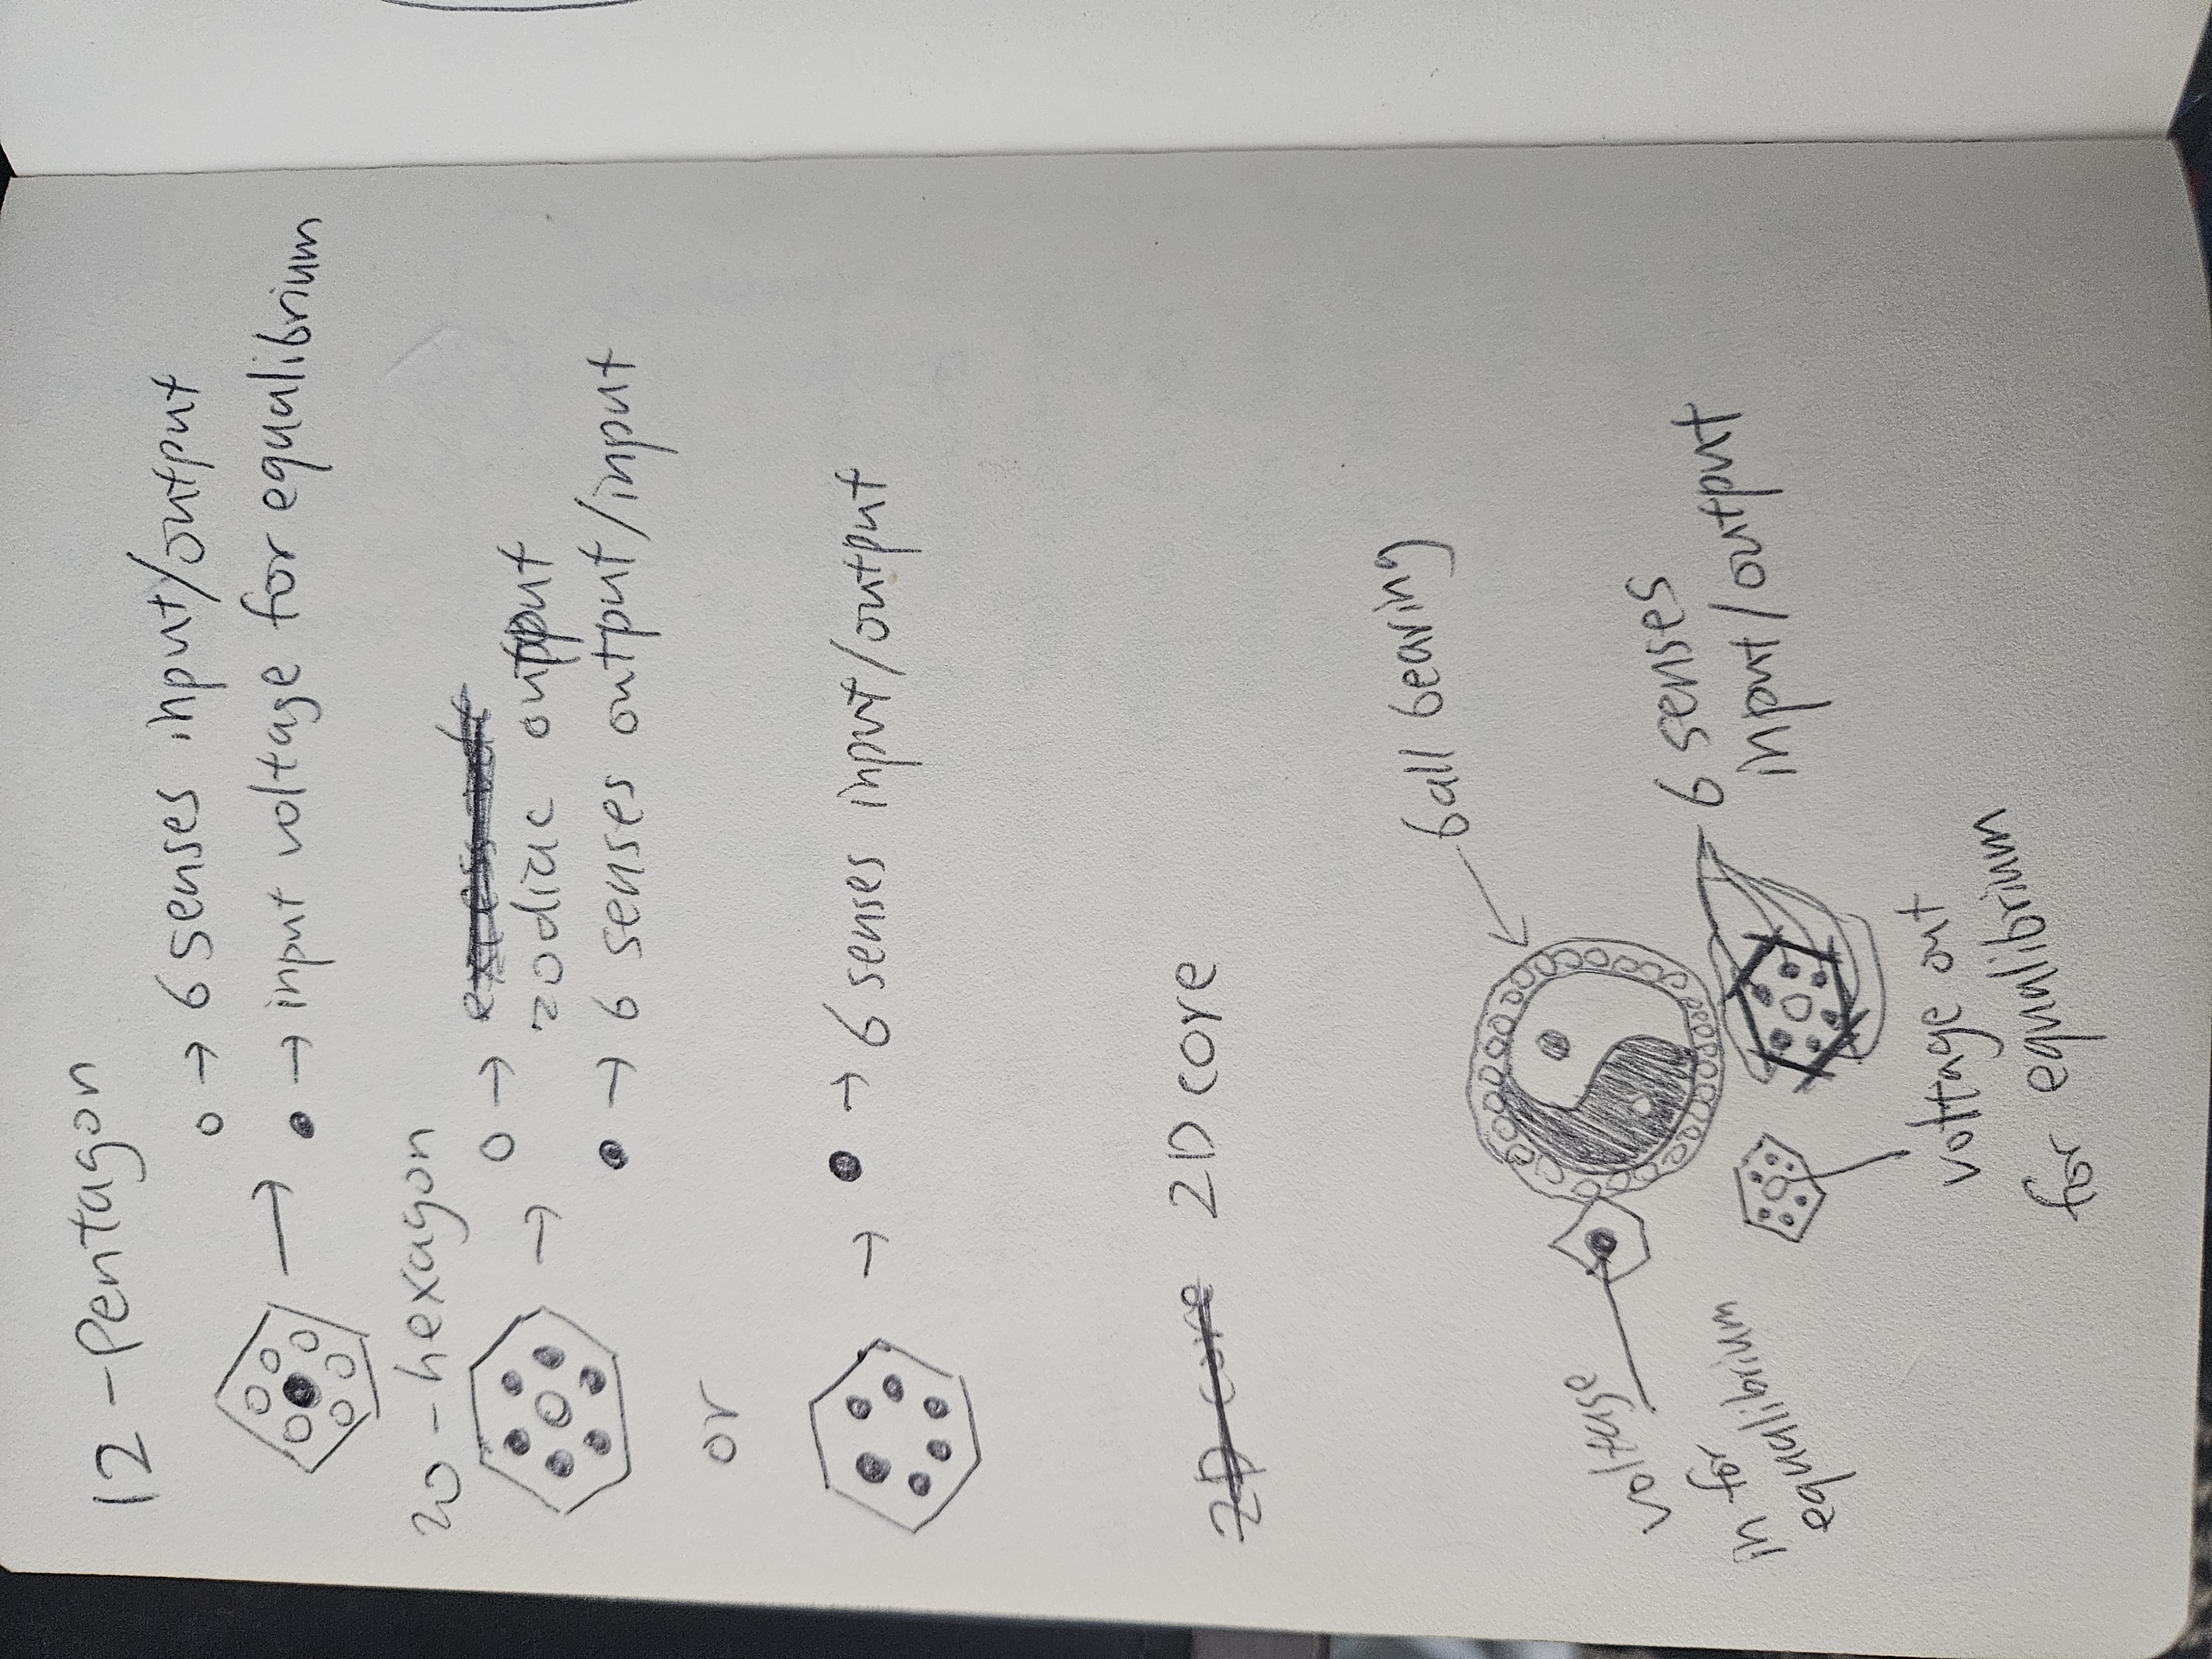 12 - Pentagon
o → 6 senses input/output
• → input voltage for equalibrium
20 - hexagon
o → excess volt
zodiac output
• → 6 senses output/input
or
• → 6 senses input/output
2D core 2D core
ball bearing
voltage
in for
equalibrium
6 senses
input/output
voltage out
for equalibrium